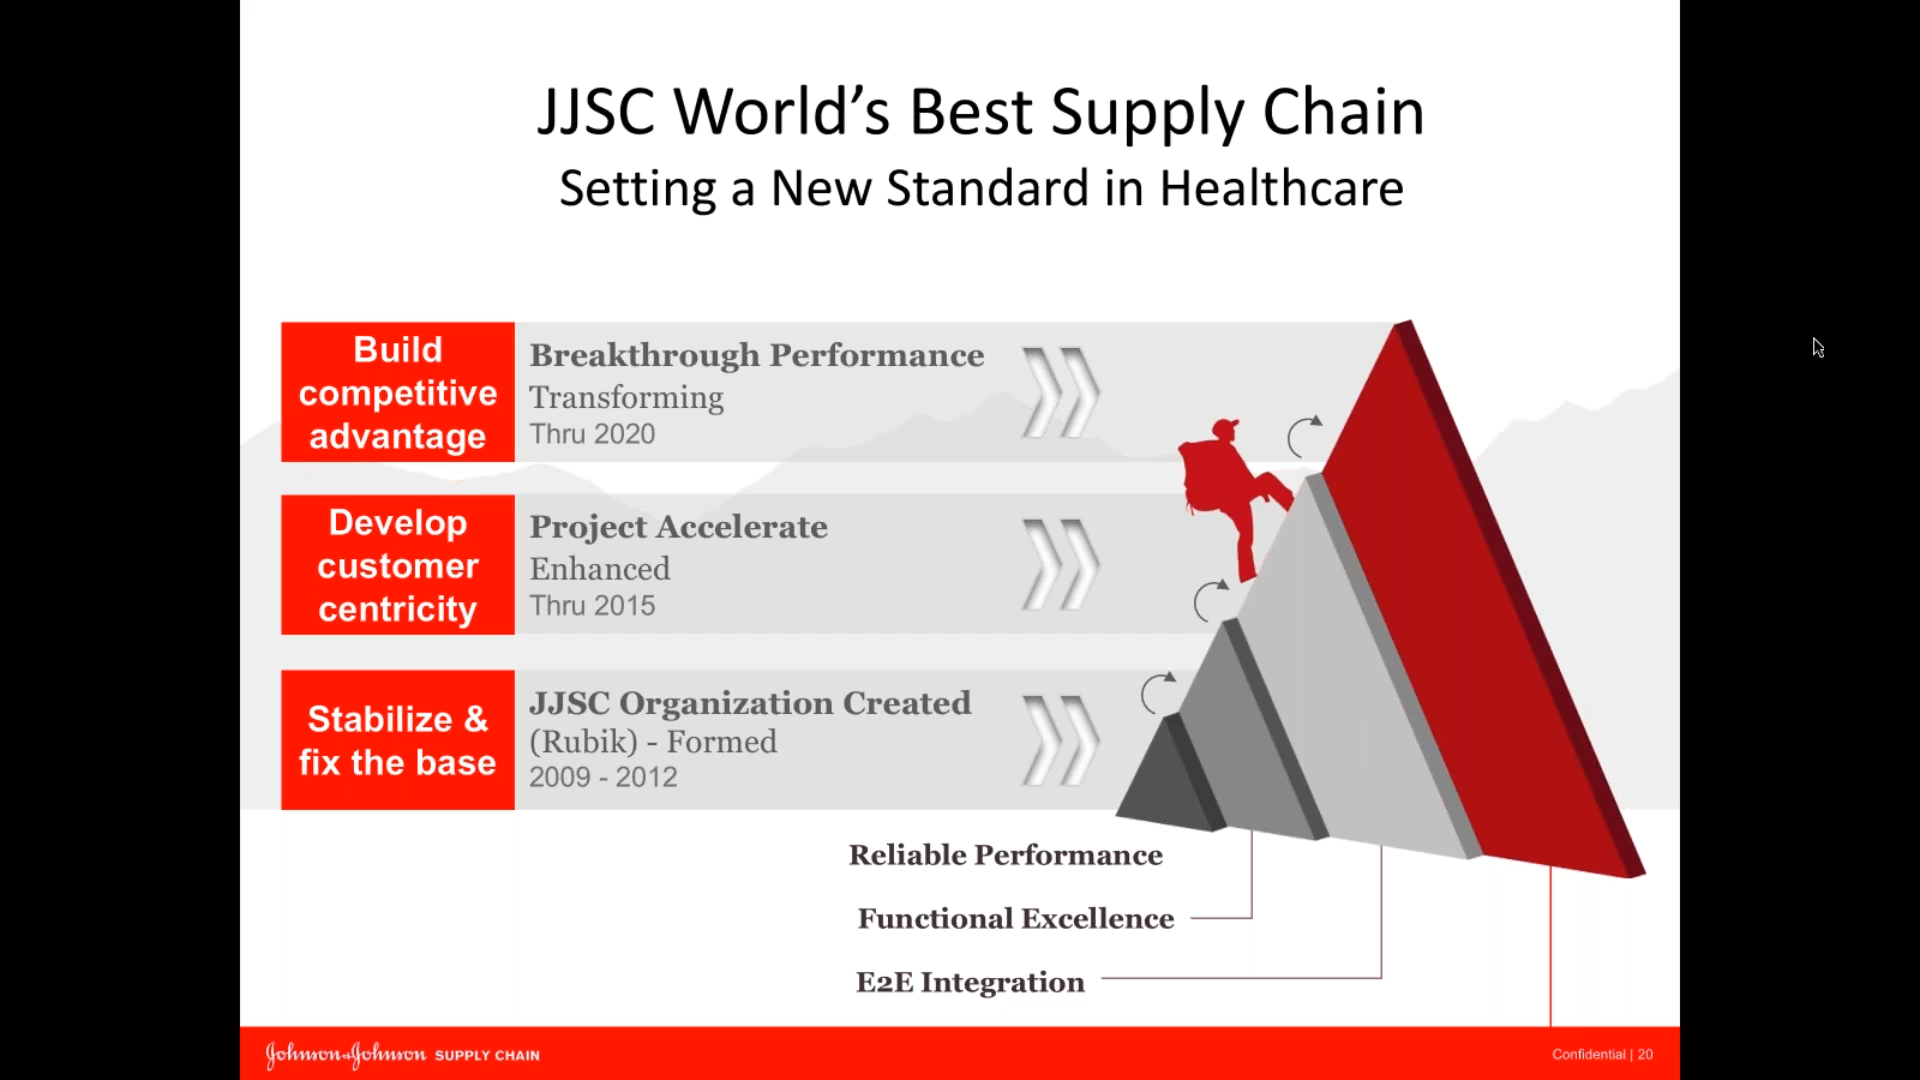 JJSC World’s Best Supply Chain
Setting a New Standard in Healthcare
Build
competitive
advantage
Breakthrough Performance
Transforming
Thru 2020
Develop
customer
centricity
Project Accelerate
Enhanced
Thru 2015
Stabilize &
fix the base
JJSC Organization Created
(Rubik) - Formed
2009 - 2012
Reliable Performance
Functional Excellence
E2E Integration
Johnson & Johnson SUPPLY CHAIN
Confidential | 20